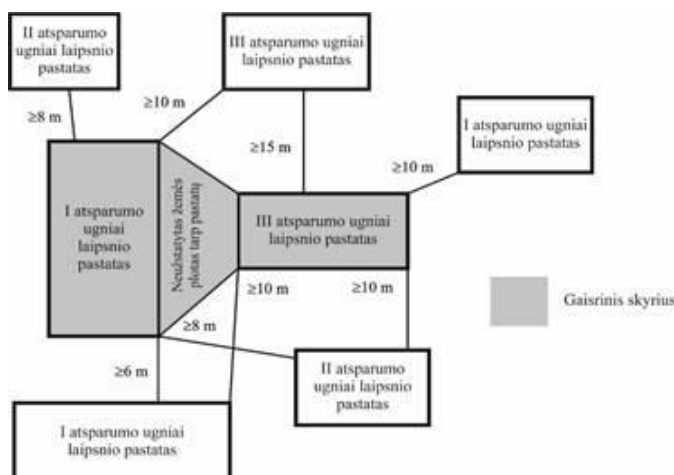 II atsparumo
ugniai laipsnio
pastatas
III atsparumo ugniai
laipsnio pastatas
≥8 m
≥10 m
I atsparumo ugniai
laipsnio pastatas
≥15 m
≥10 m
I atsparumo
ugniai
laipsnio
pastatas
Neužstatytas žemės
plotas tarp pastatų
III atsparumo ugniai
laipsnio pastatas
≥10 m
≥10 m
Gaisrinis skyrius
≥8 m
≥6 m
II atsparumo
ugniai laipsnio
pastatas
I atsparumo ugniai
laipsnio pastatas